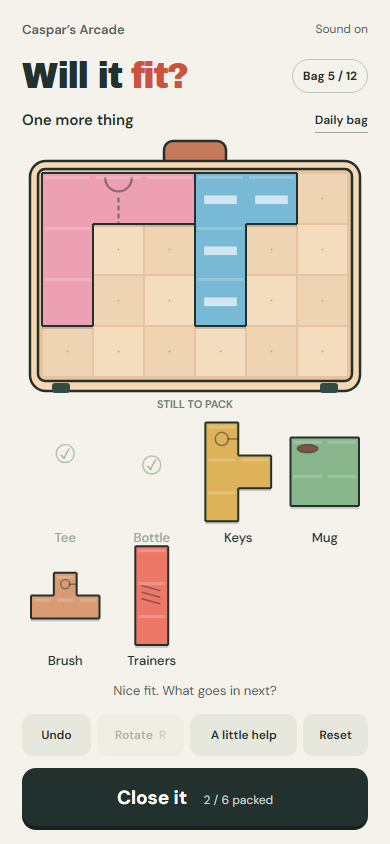 Caspar's Arcade
Sound on
Will it fit?
Bag 5 / 12
One more thing
Daily bag
STILL TO PACK
Tee
Bottle
Keys
Mug
Brush
Trainers
Nice fit. What goes in next?
Undo
Rotate R
A little help
Reset
Close it 2 / 6 packed